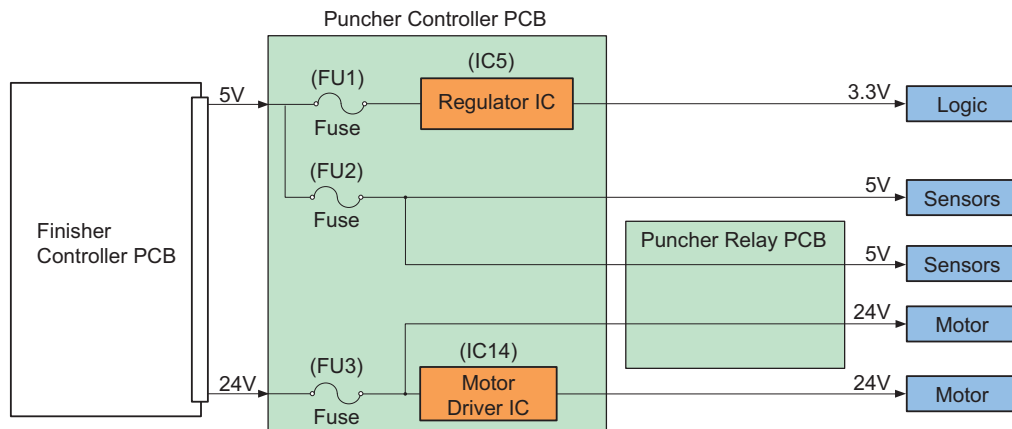 Puncher Controller PCB
(IC5)
(FU1)
5V
Regulator IC
3.3V
Logic
Fuse
(FU2)
5V
Sensors
Fuse
Finisher
Controller PCB
Puncher Relay PCB
5V
Sensors
24V
Motor
(IC14)
(FU3)
24V
Motor
Driver IC
24V
Motor
Fuse